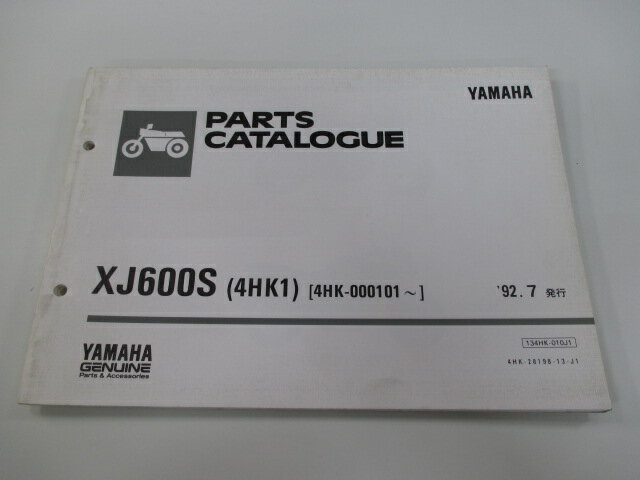 YAMAHA
PARTS
CATALOGUE
XJ600S (4HK1) [4HK-000101~] '92.7 発行
134HK-010J1
4HK-28198-13-J1
YAMAHA
GENUINE
Parts & Accessories